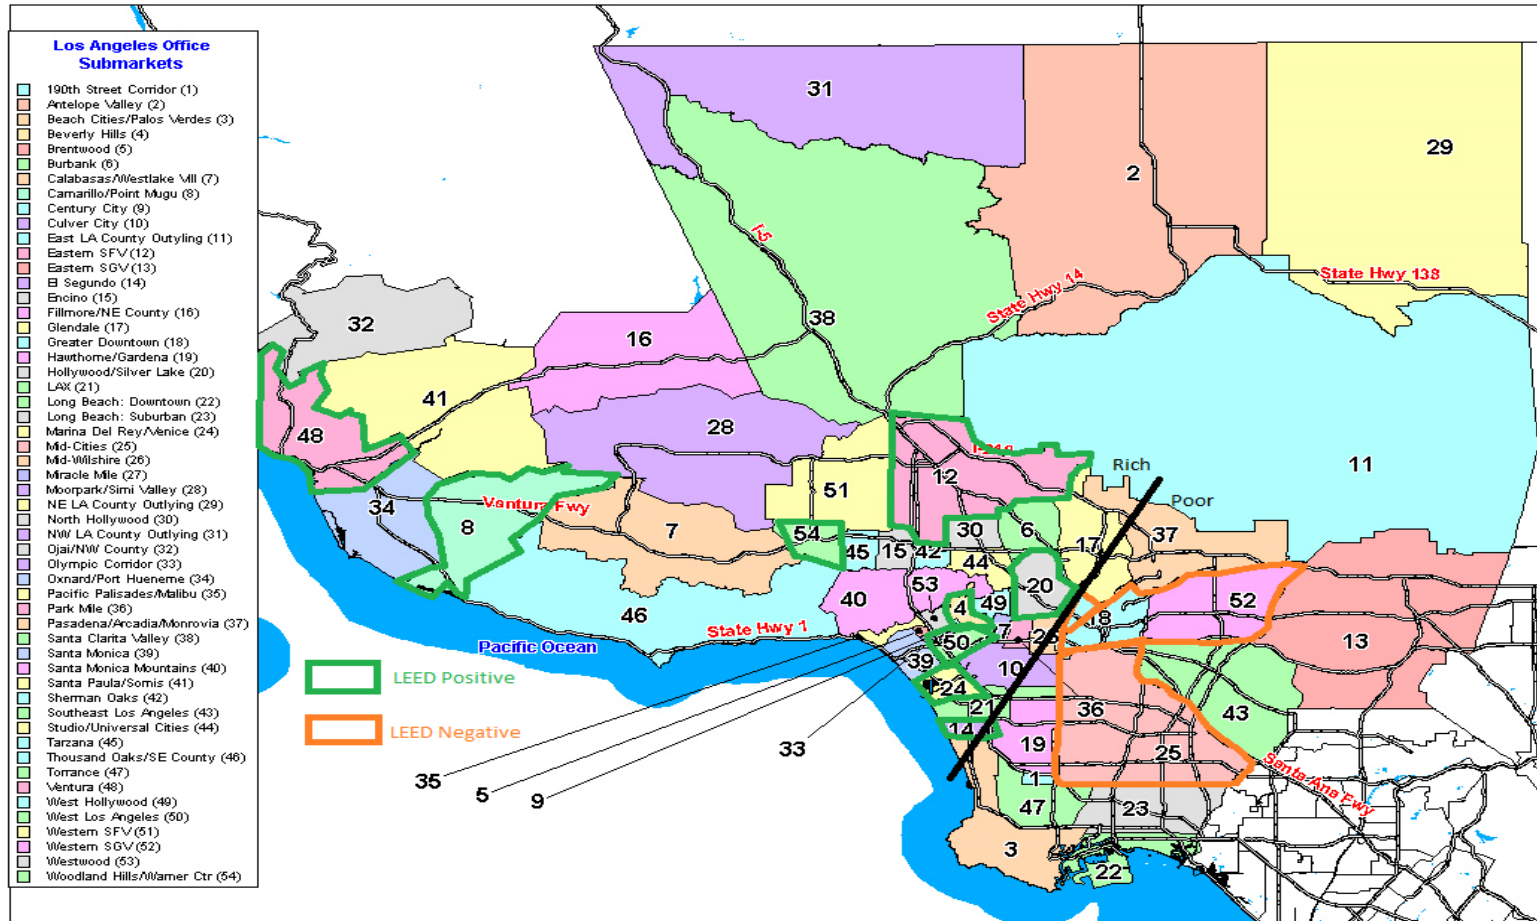 Los Angeles Office
Submarkets
190th Street Corridor (1)
Antelope Valley (2)
Beach Cities/Palos Verdes (3)
Beverly Hills (4)
Brentwood (5)
Burbank (6)
Calabasas/Westlake Vill (7)
Camarillo/Point Mugu (8)
Century City (9)
Culver City (10)
East LA County Outyling (11)
Eastern SFV (12)
Eastern SGV (13)
El Segundo (14)
Encino (15)
Fillmore/NE County (16)
Glendale (17)
Greater Downtown (18)
Hawthorne/Gardena (19)
Hollywood/Silver Lake (20)
LAX (21)
Long Beach: Downtown (22)
Long Beach: Suburban (23)
Marina Del Rey/Venice (24)
Mid-Cities (25)
Mid-Wilshire (26)
Miracle Mile (27)
Moorpark/Simi Valley (28)
NE LA County Outlying (29)
North Hollywood (30)
NW LA County Outlying (31)
Ojai/NW County (32)
Olympic Corridor (33)
Oxnard/Port Hueneme (34)
Pacific Palisades/Malibu (35)
Park Mile (36)
Pasadena/Arcadia/Monrovia (37)
Santa Clarita Valley (38)
Santa Monica (39)
Santa Monica Mountains (40)
Santa Paula/Somis (41)
Sherman Oaks (42)
Southeast Los Angeles (43)
Studio/Universal Cities (44)
Tarzana (45)
Thousand Oaks/SE County (46)
Torrance (47)
Ventura (48)
West Hollywood (49)
West Los Angeles (50)
Western SFV (51)
Western SGV (52)
Westwood (53)
Woodland Hills/Warner Ctr (54)
31
29
2
I-5
State Hwy 138
State Hwy 14
32
38
16
41
28
48
11
Rich
12
Poor
51
34
Ventura Fwy
8
7
54
30
6
17
37
45
15
42
44
53
20
40
4
49
52
46
State Hwy 1
18
13
Pacific Ocean
50
7
39
10
LEED Positive
24
21
36
43
LEED Negative
14
19
33
25
35
1
Santa Ana Fwy
5
9
47
23
3
22